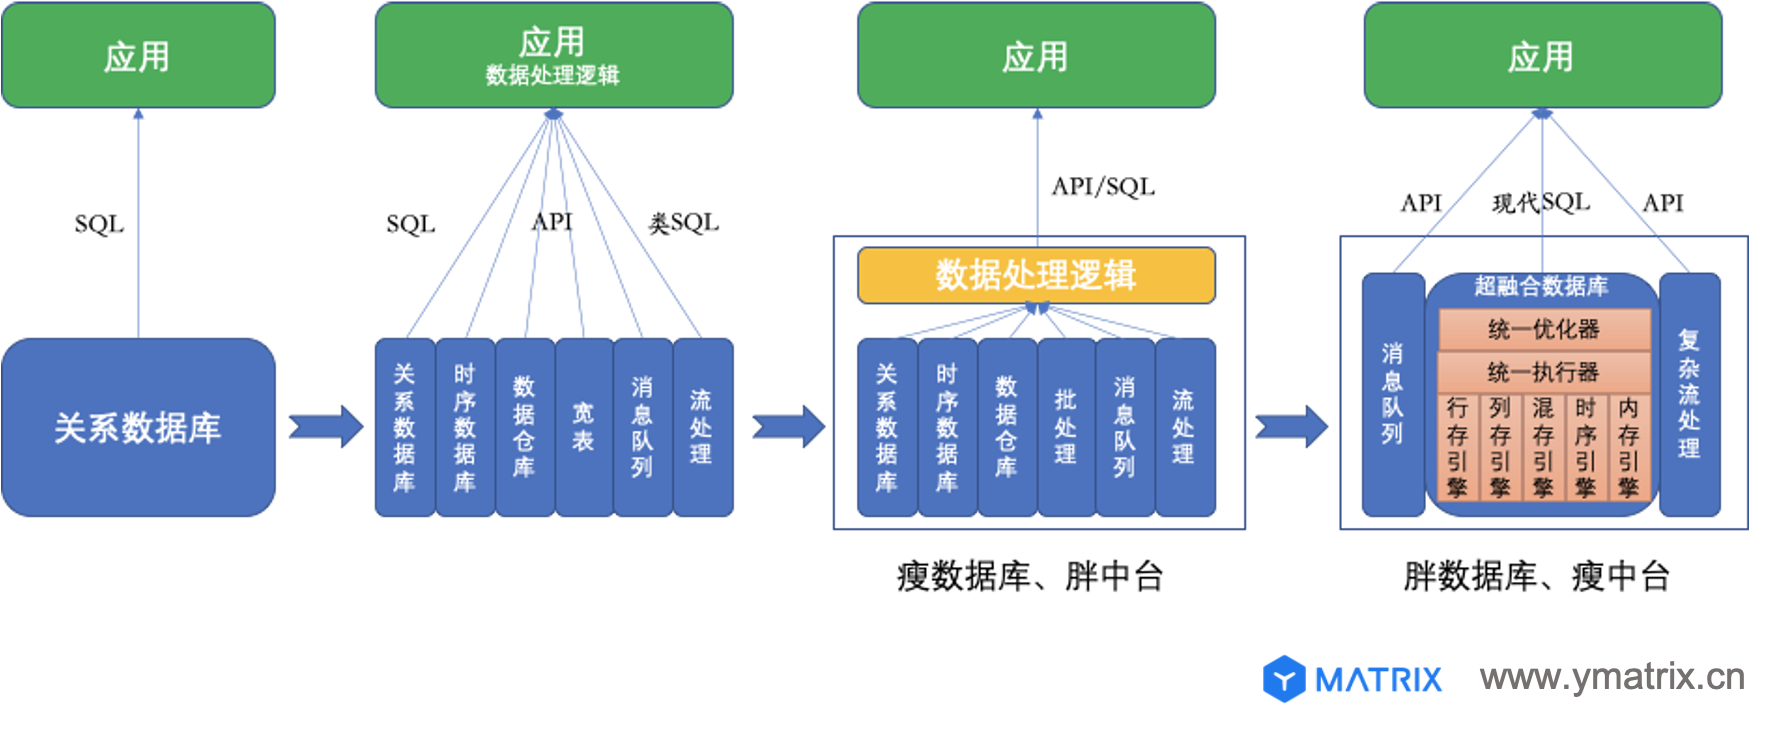 应用
SQL
关系数据库
应用
数据处理逻辑
SQL
API
类SQL
关系数据库
时序数据库
数据仓库
宽表
消息队列
流处理
应用
API/SQL
数据处理逻辑
关系数据库
时序数据库
数据仓库
批处理
消息队列
流处理
瘦数据库、胖中台
应用
API
现代SQL
API
消息队列
超融合数据库
统一优化器
统一执行器
行存引擎
列存引擎
混存引擎
时序引擎
内存引擎
复杂流处理
胖数据库、瘦中台
MATRIX
www.ymatrix.cn